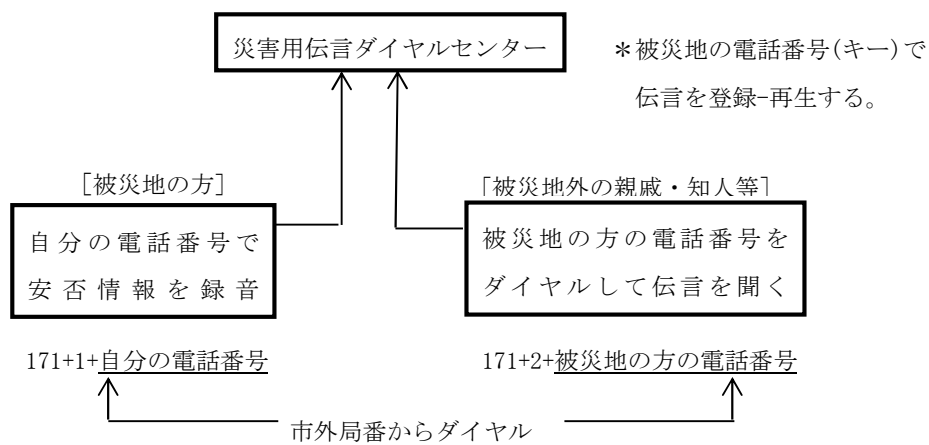 災害用伝言ダイヤルセンター
＊被災地の電話番号(キー)で
伝言を登録-再生する。
［被災地の方］
自分の電話番号で
安否情報を録音
［被災地外の親戚・知人等］
被災地の方の電話番号を
ダイヤルして伝言を聞く
171+1+自分の電話番号
171+2+被災地の方の電話番号
市外局番からダイヤル